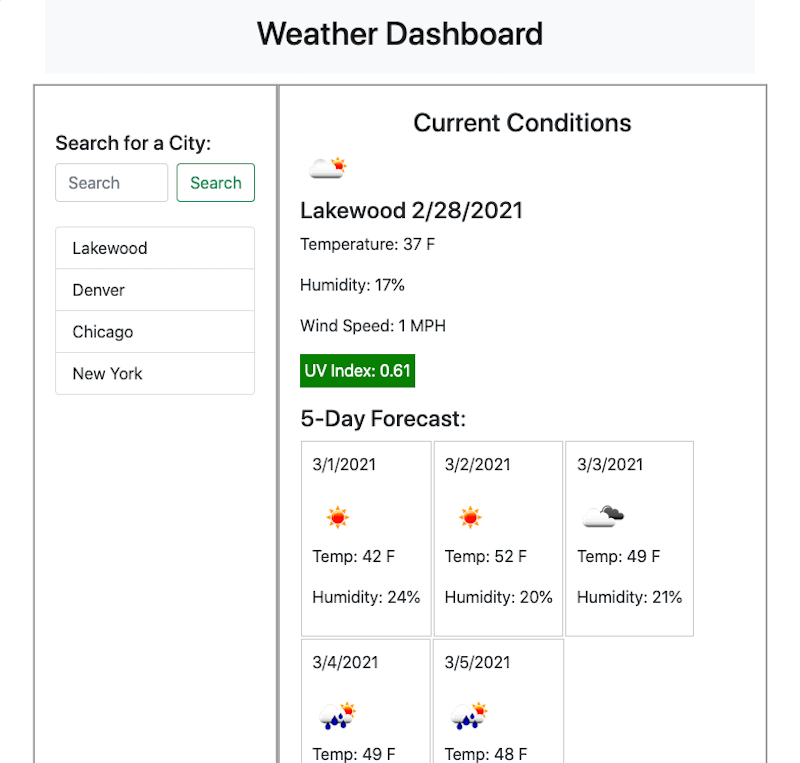 Weather Dashboard
Search for a City:
Search
Search
Lakewood
Denver
Chicago
New York
Current Conditions
Lakewood 2/28/2021
Temperature: 37 F
Humidity: 17%
Wind Speed: 1 MPH
UV Index: 0.61
5-Day Forecast:
3/1/2021
Temp: 42 F
Humidity: 24%
3/2/2021
Temp: 52 F
Humidity: 20%
3/3/2021
Temp: 49 F
Humidity: 21%
3/4/2021
Temp: 49 F
3/5/2021
Temp: 48 F